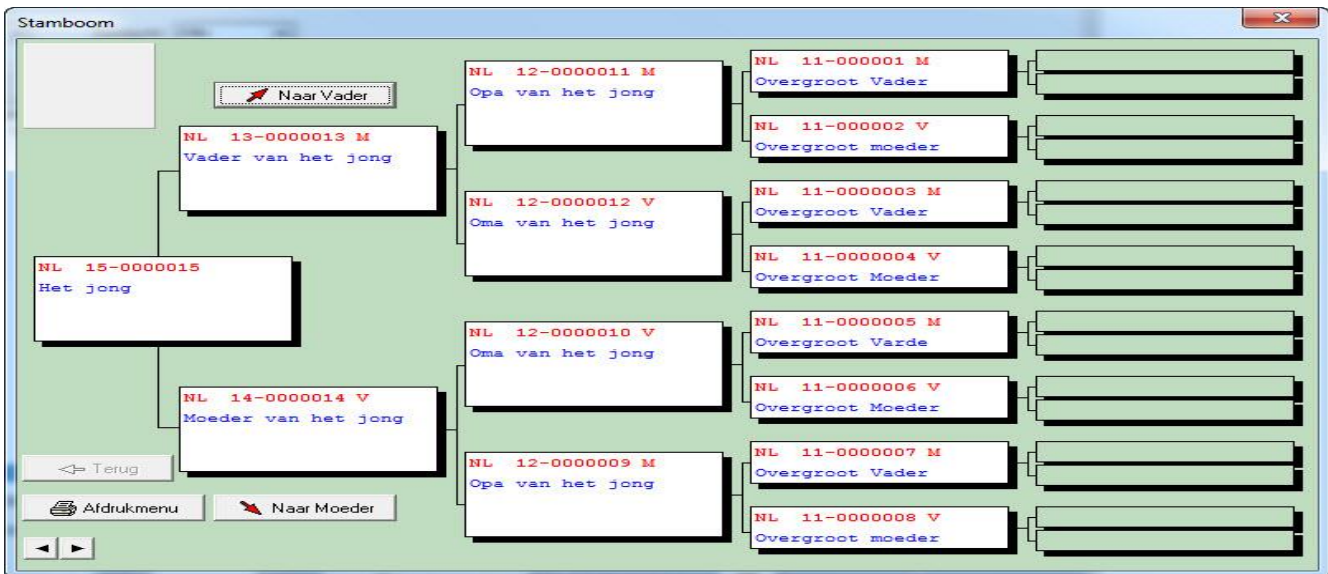 Stamboom
Naar Vader
NL 15-0000015
Het jong
NL 13-0000013 M
Vader van het jong
NL 14-0000014 V
Moeder van het jong
NL 12-0000011 M
Opa van het jong
NL 12-0000012 V
Oma van het jong
NL 12-0000010 V
Oma van het jong
NL 12-0000009 M
Opa van het jong
NL 11-000001 M
Overgroot Vader
NL 11-000002 V
Overgroot moeder
NL 11-0000003 M
Overgroot Vader
NL 11-0000004 V
Overgroot Moeder
NL 11-0000005 M
Overgroot Varde
NL 11-0000006 V
Overgroot Moeder
NL 11-0000007 M
Overgroot Vader
NL 11-0000008 V
Overgroot moeder
Terug
Afdrukmenu
Naar Moeder